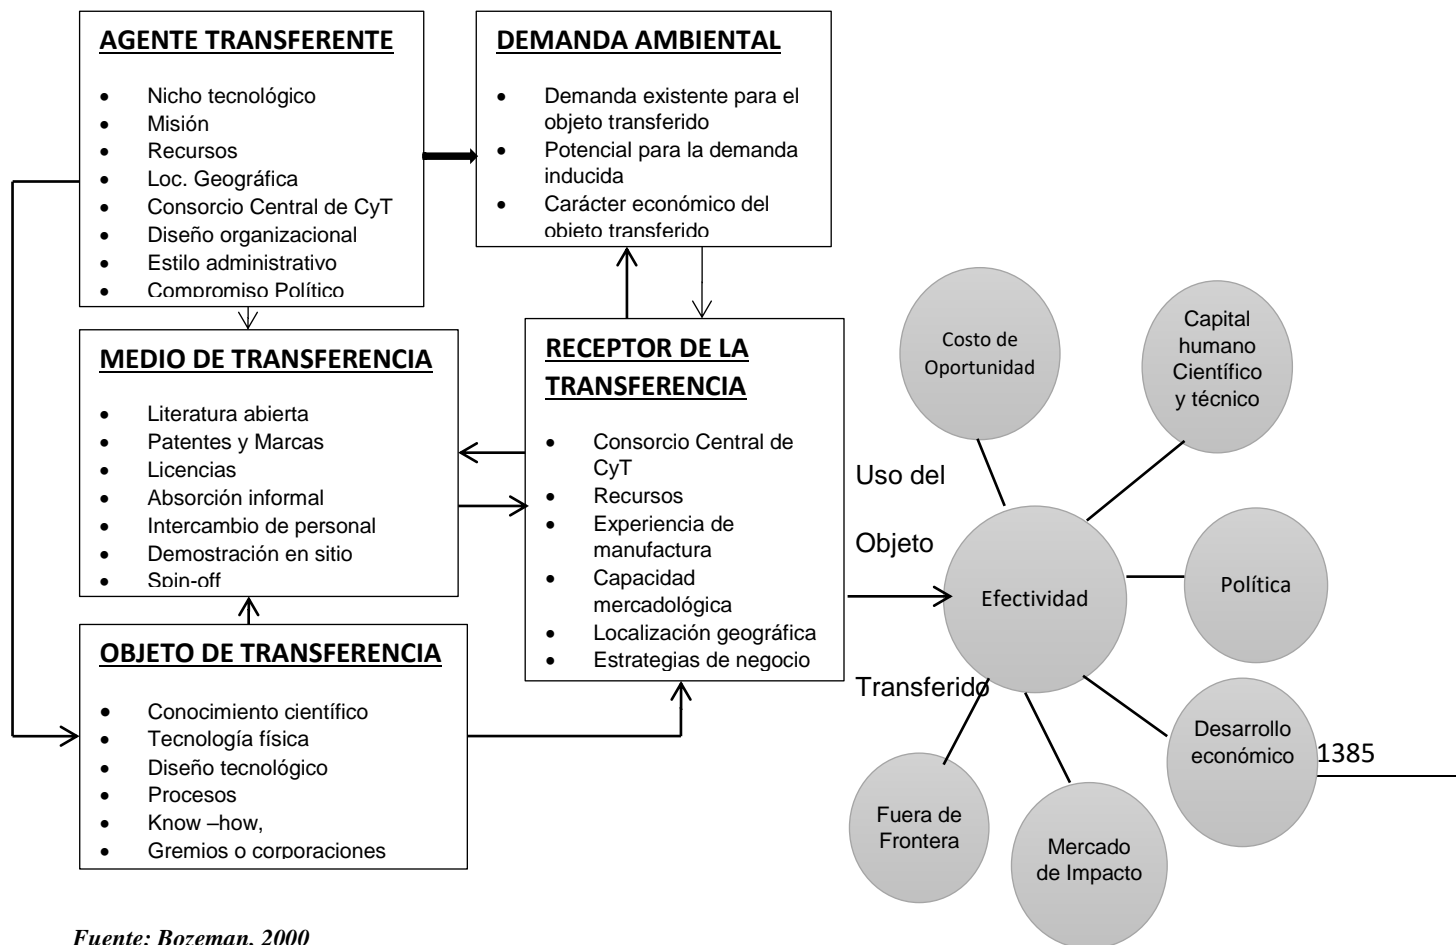 AGENTE TRANSFERENTE
• Nicho tecnológico
• Misión
• Recursos
• Loc. Geográfica
• Consorcio Central de CyT
• Diseño organizacional
• Estilo administrativo
• Compromiso Político
DEMANDA AMBIENTAL
• Demanda existente para el
objeto transferido
• Potencial para la demanda
inducida
• Carácter económico del
objeto transferido
MEDIO DE TRANSFERENCIA
• Literatura abierta
• Patentes y Marcas
• Licencias
• Absorción informal
• Intercambio de personal
• Demostración en sitio
• Spin-off
RECEPTOR DE LA
TRANSFERENCIA
• Consorcio Central de
CyT
• Recursos
• Experiencia de
manufactura
• Capacidad
mercadológica
• Localización geográfica
• Estrategias de negocio
OBJETO DE TRANSFERENCIA
• Conocimiento científico
• Tecnología física
• Diseño tecnológico
• Procesos
• Know –how,
• Gremios o corporaciones
Uso del
Objeto
Transferido
Efectividad
Costo de
Oportunidad
Capital
humano
Científico
y técnico
Política
Desarrollo
económico
Mercado
de Impacto
Fuera de
Frontera
1385
Fuente: Bozeman, 2000